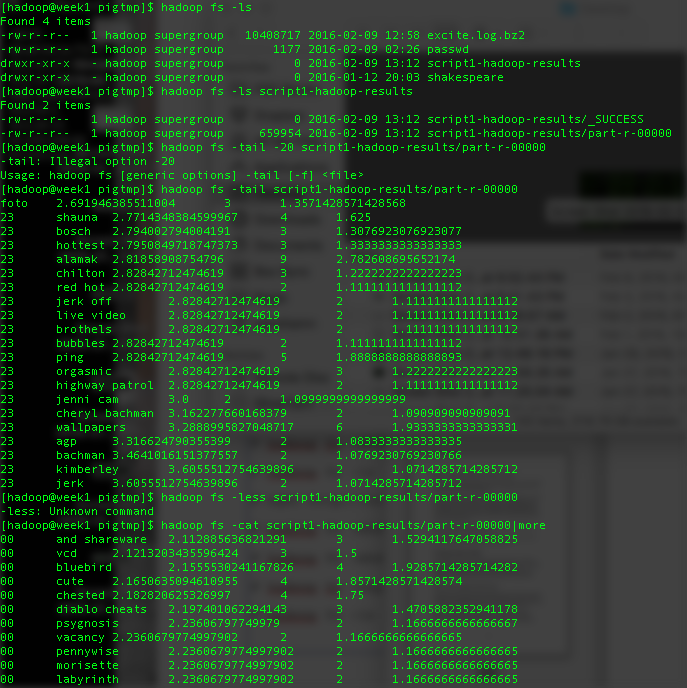 [hadoop@week1 pigtmp]$ hadoop fs -ls
Found 4 items
-rw-r--r--   1 hadoop supergroup   10408717 2016-02-09 12:58 excite.log.bz2
-rw-r--r--   1 hadoop supergroup       1177 2016-02-09 02:26 passwd
drwxr-xr-x   - hadoop supergroup          0 2016-02-09 13:12 script1-hadoop-results
drwxr-xr-x   - hadoop supergroup          0 2016-01-12 20:03 shakespeare
[hadoop@week1 pigtmp]$ hadoop fs -ls script1-hadoop-results
Found 2 items
-rw-r--r--   1 hadoop supergroup          0 2016-02-09 13:12 script1-hadoop-results/_SUCCESS
-rw-r--r--   1 hadoop supergroup     659954 2016-02-09 13:12 script1-hadoop-results/part-r-00000
[hadoop@week1 pigtmp]$ hadoop fs -tail -20 script1-hadoop-results/part-r-00000
-tail: Illegal option -20
Usage: hadoop fs [generic options] -tail [-f] <file>
[hadoop@week1 pigtmp]$ hadoop fs -tail script1-hadoop-results/part-r-00000
foto    2.691946385511004       3       1.3571428571428568
23      shauna  2.7714348384599967      4       1.625
23      bosch   2.794002794004191       3       1.3076923076923077
23      hottest 2.7950849718747373      3       1.3333333333333333
23      alamak  2.81858908754796        9       2.782608695652174
23      chilton 2.82842712474619        3       1.2222222222222223
23      red hot 2.82842712474619        2       1.1111111111111112
23      jerk off        2.82842712474619        2       1.1111111111111112
23      live video      2.82842712474619        2       1.1111111111111112
23      brothels        2.82842712474619        2       1.1111111111111112
23      bubbles 2.82842712474619        2       1.1111111111111112
23      ping    2.82842712474619        5       1.8888888888888893
23      orgasmic        2.82842712474619        3       1.2222222222222223
23      highway patrol  2.82842712474619        2       1.1111111111111112
23      jenni cam       3.0     2       1.0999999999999999
23      cheryl bachman  3.162277660168379       2       1.090909090909091
23      wallpapers      3.2888995827048717      6       1.9333333333333331
23      agp     3.316624790355399       2       1.0833333333333335
23      bachman 3.4641016151377557      2       1.0769230769230766
23      kimberley       3.6055512754639896      2       1.0714285714285712
23      jerk    3.6055512754639896      2       1.0714285714285712
[hadoop@week1 pigtmp]$ hadoop fs -less script1-hadoop-results/part-r-00000
-less: Unknown command
[hadoop@week1 pigtmp]$ hadoop fs -cat script1-hadoop-results/part-r-00000|more
00      and shareware   2.112885636821291       3       1.5294117647058825
00      vcd     2.1213203435596424      3       1.5
00      bluebird        2.1555530241167826      4       1.9285714285714282
00      cute    2.1650635094610955      4       1.8571428571428574
00      chested 2.182820625326997       4       1.75
00      diablo cheats   2.197401062294143       3       1.4705882352941178
00      psygnosis       2.23606797749979        2       1.1666666666666667
00      vacancy 2.2360679774997902      2       1.1666666666666665
00      pennywise       2.2360679774997902      2       1.1666666666666665
00      morisette       2.2360679774997902      2       1.1666666666666665
00      labyrinth       2.2360679774997902      2       1.1666666666666665